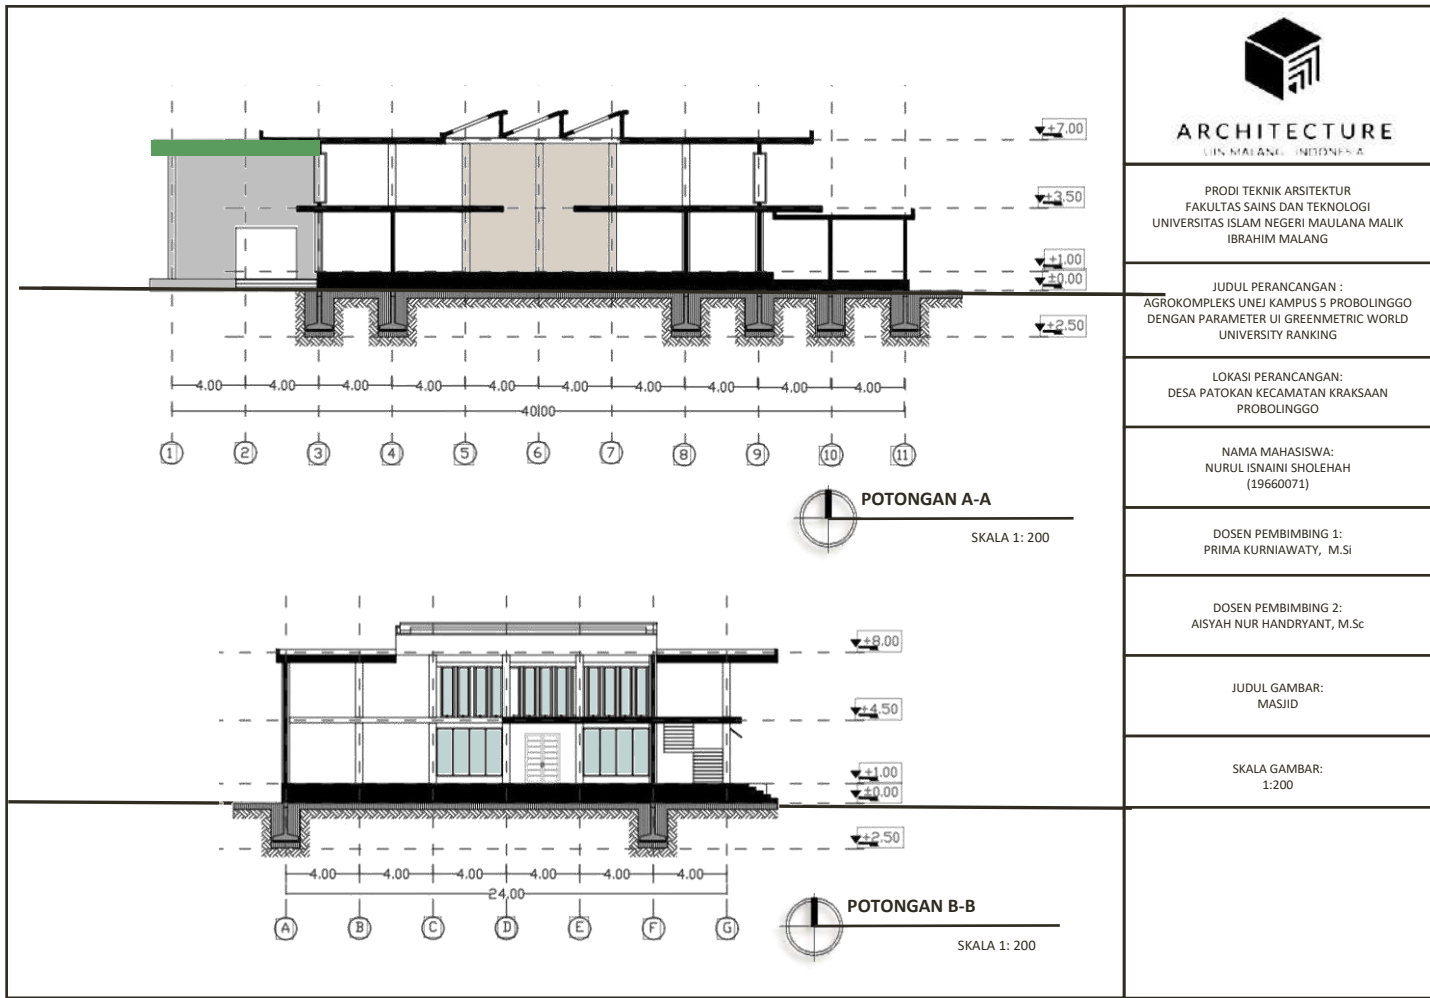 +7.00
+3.50
+1.00
±0.00
+2.50
4.00 4.00 4.00 4.00 4.00 4.00 4.00 4.00 4.00 4.00
40.00
1 2 3 4 5 6 7 8 9 10 11
POTONGAN A-A
SKALA 1: 200
+8.00
+4.50
+1.00
±0.00
+2.50
4.00 4.00 4.00 4.00 4.00 4.00
24.00
A B C D E F G
POTONGAN B-B
SKALA 1: 200
ARCHITECTURE
UIN MALANG - INDONESIA
PRODI TEKNIK ARSITEKTUR
FAKULTAS SAINS DAN TEKNOLOGI
UNIVERSITAS ISLAM NEGERI MAULANA MALIK
IBRAHIM MALANG
JUDUL PERANCANGAN :
AGROKOMPLEKS UNEJ KAMPUS 5 PROBOLINGGO
DENGAN PARAMETER UI GREENMETRIC WORLD
UNIVERSITY RANKING
LOKASI PERANCANGAN:
DESA PATOKAN KECAMATAN KRAKSAAN
PROBOLINGGO
NAMA MAHASISWA:
NURUL ISNAINI SHOLEHAH
(19660071)
DOSEN PEMBIMBING 1:
PRIMA KURNIAWATY, M.Si
DOSEN PEMBIMBING 2:
AISYAH NUR HANDRYANT, M.Sc
JUDUL GAMBAR:
MASJID
SKALA GAMBAR:
1:200